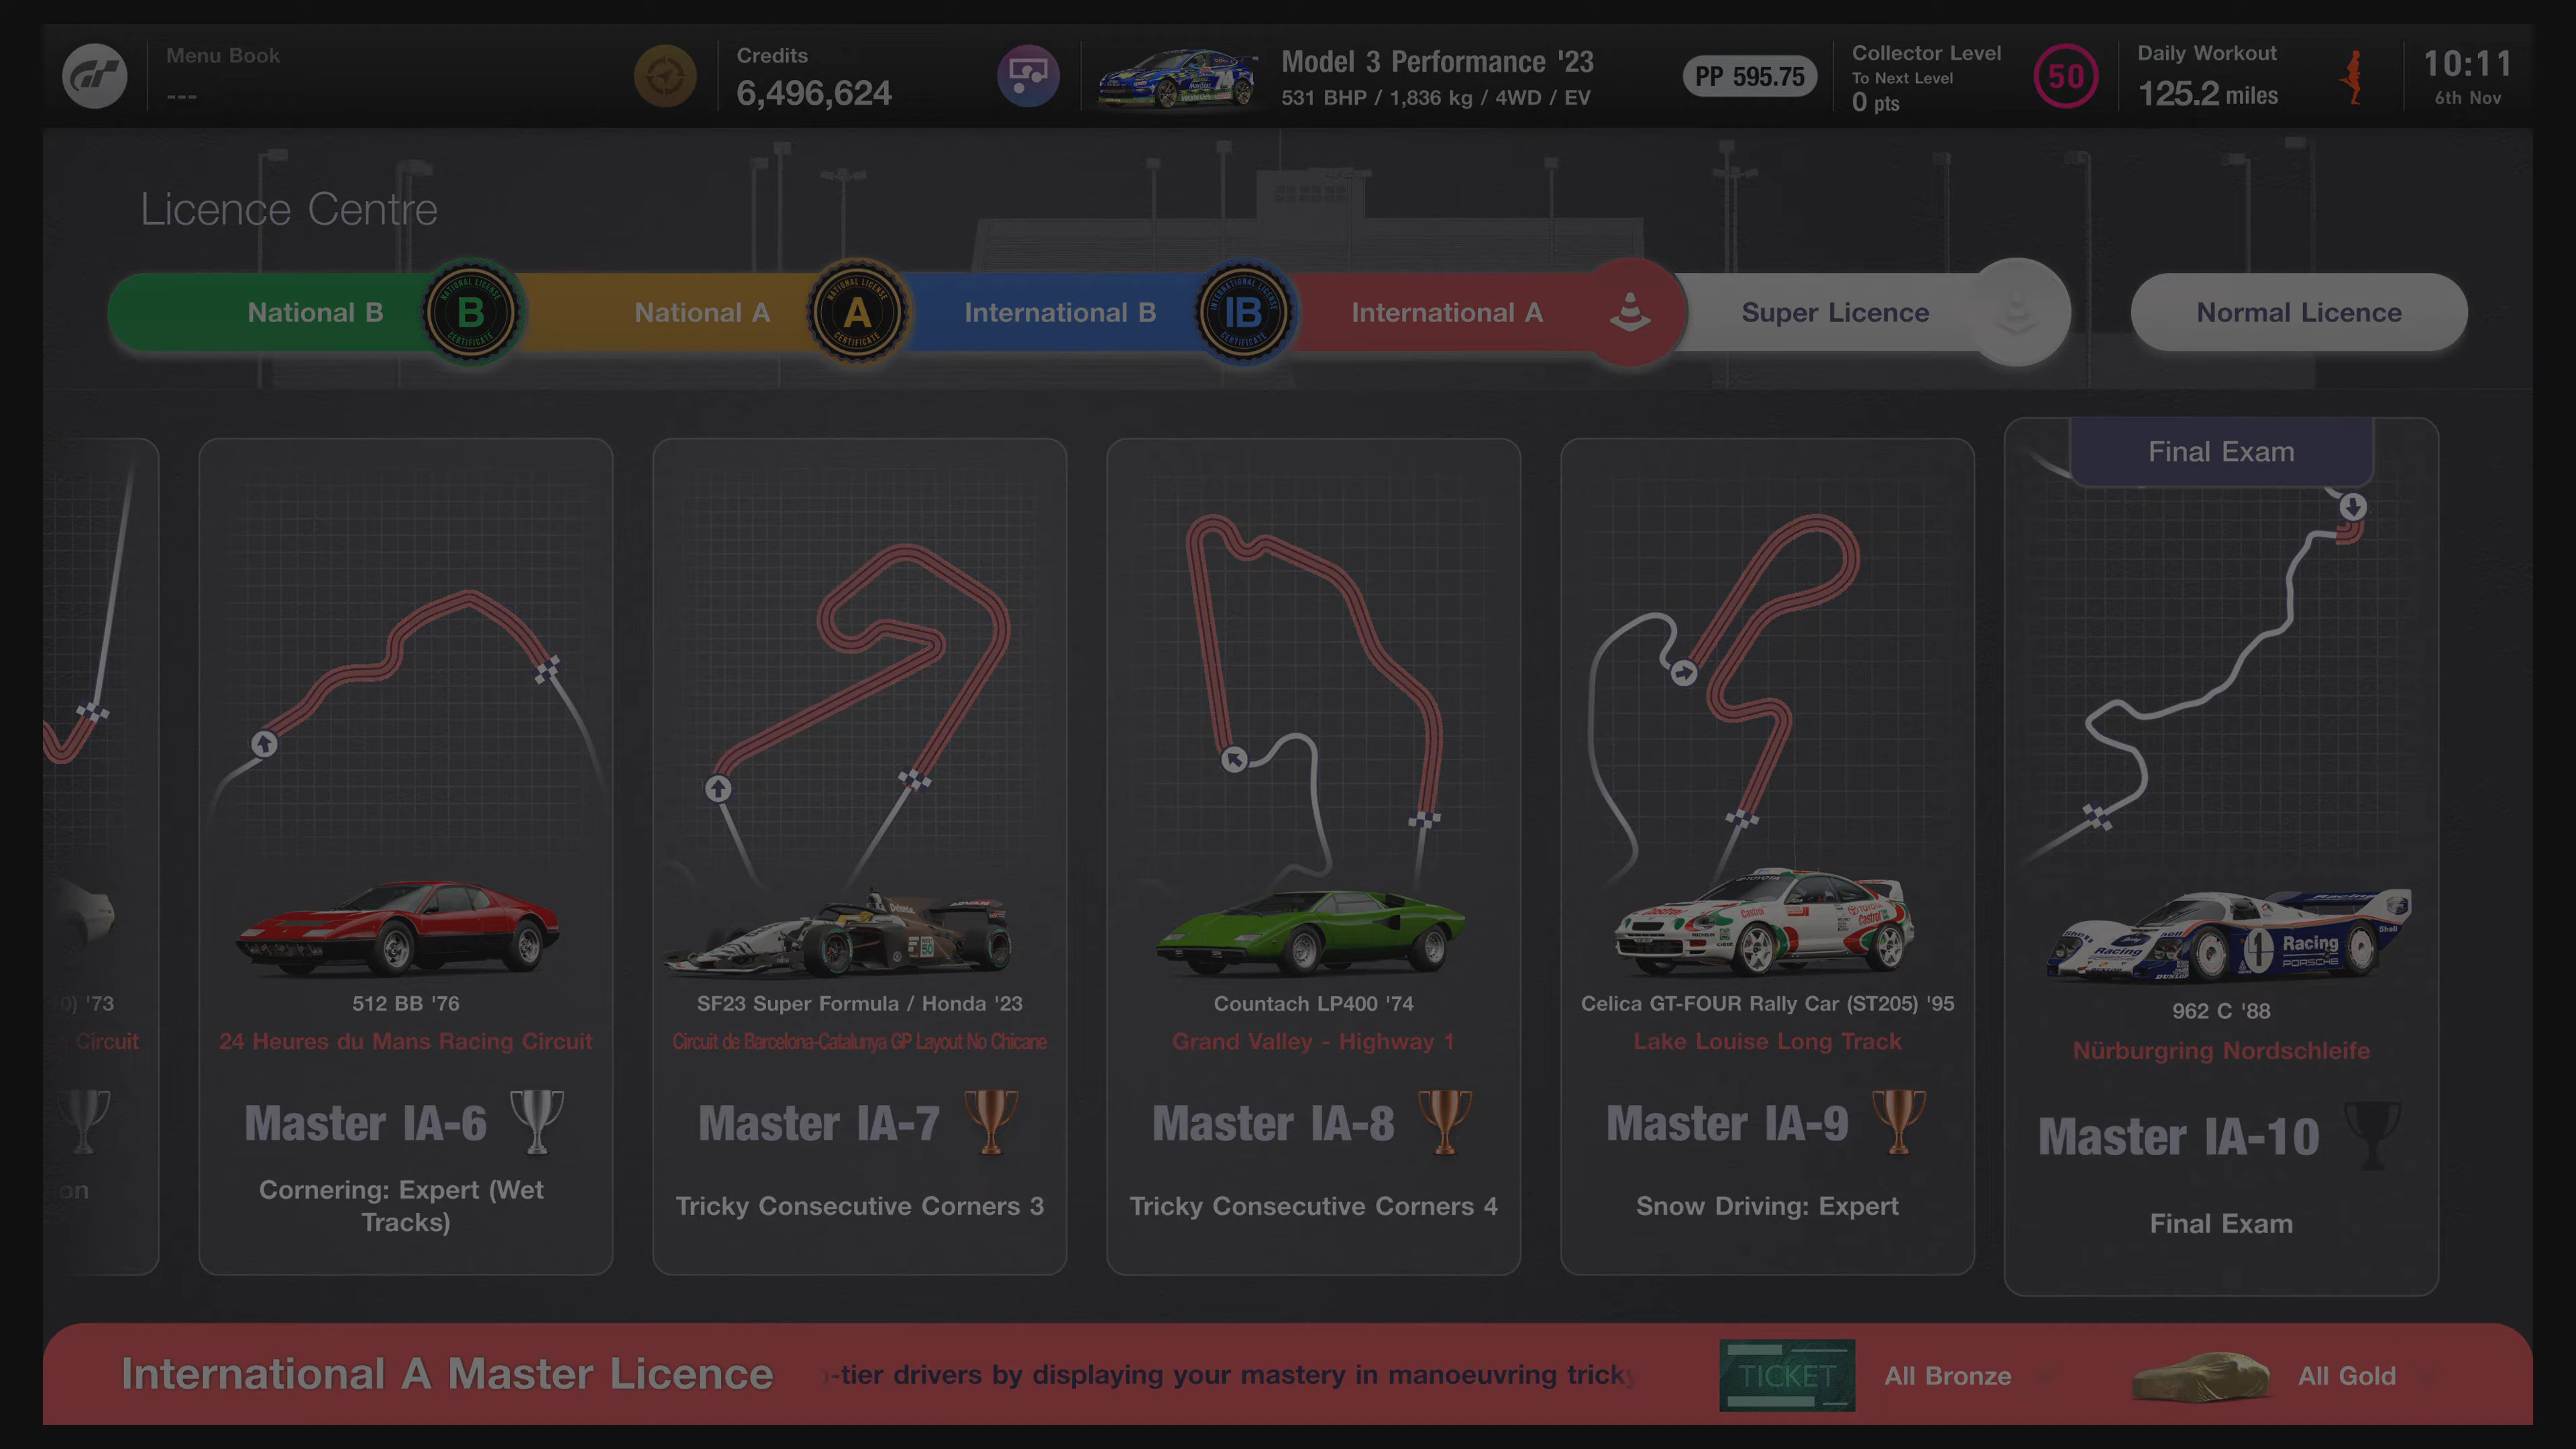 Menu Book
---
Credits
6,496,624
Model 3 Performance '23
531 BHP / 1,836 kg / 4WD / EV
PP 595.75
Collector Level
To Next Level
0 pts
50
Daily Workout
125.2 miles
10:11
6th Nov
Licence Centre
National B
B
National A
A
International B
IB
International A
Super Licence
Normal Licence
Final Exam
0) '73
Circuit
on
512 BB '76
24 Heures du Mans Racing Circuit
Master IA-6
Cornering: Expert (Wet
Tracks)
SF23 Super Formula / Honda '23
Circuit de Barcelona-Catalunya GP Layout No Chicane
Master IA-7
Tricky Consecutive Corners 3
Countach LP400 '74
Grand Valley - Highway 1
Master IA-8
Tricky Consecutive Corners 4
Celica GT-FOUR Rally Car (ST205) '95
Lake Louise Long Track
Master IA-9
Snow Driving: Expert
1
Racing
PORSCHE
962 C '88
Nürburgring Nordschleife
Master IA-10
Final Exam
International A Master Licence
-tier drivers by displaying your mastery in manoeuvring tricky
TICKET
All Bronze
All Gold